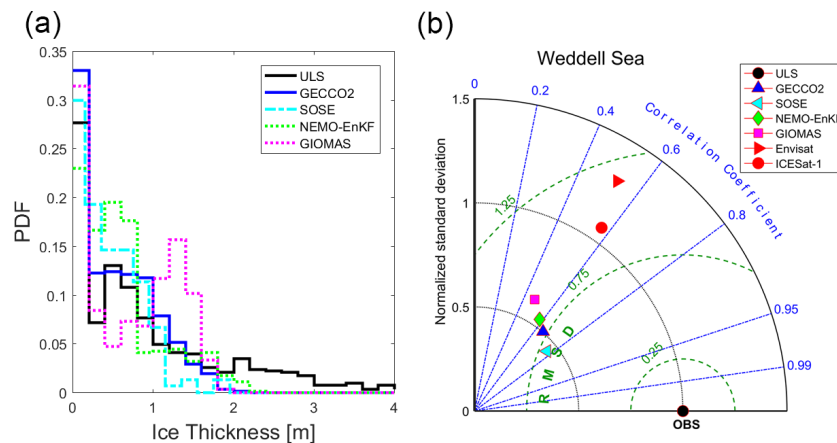 (a)
PDF
0.35
0.3
0.25
0.2
0.15
0.1
0.05
0
0
1
2
3
4
Ice Thickness [m]
ULS
GECCO2
SOSE
NEMO-EnKF
GIOMAS
(b)
Weddell Sea
Normalized standard deviation
1.5
1
0.5
0
0
0.2
0.4
0.6
0.8
0.95
0.99
Correlation Coefficient
1.25
0.75
0.25
RMSD
OBS
ULS
GECCO2
SOSE
NEMO-EnKF
GIOMAS
Envisat
ICESat-1